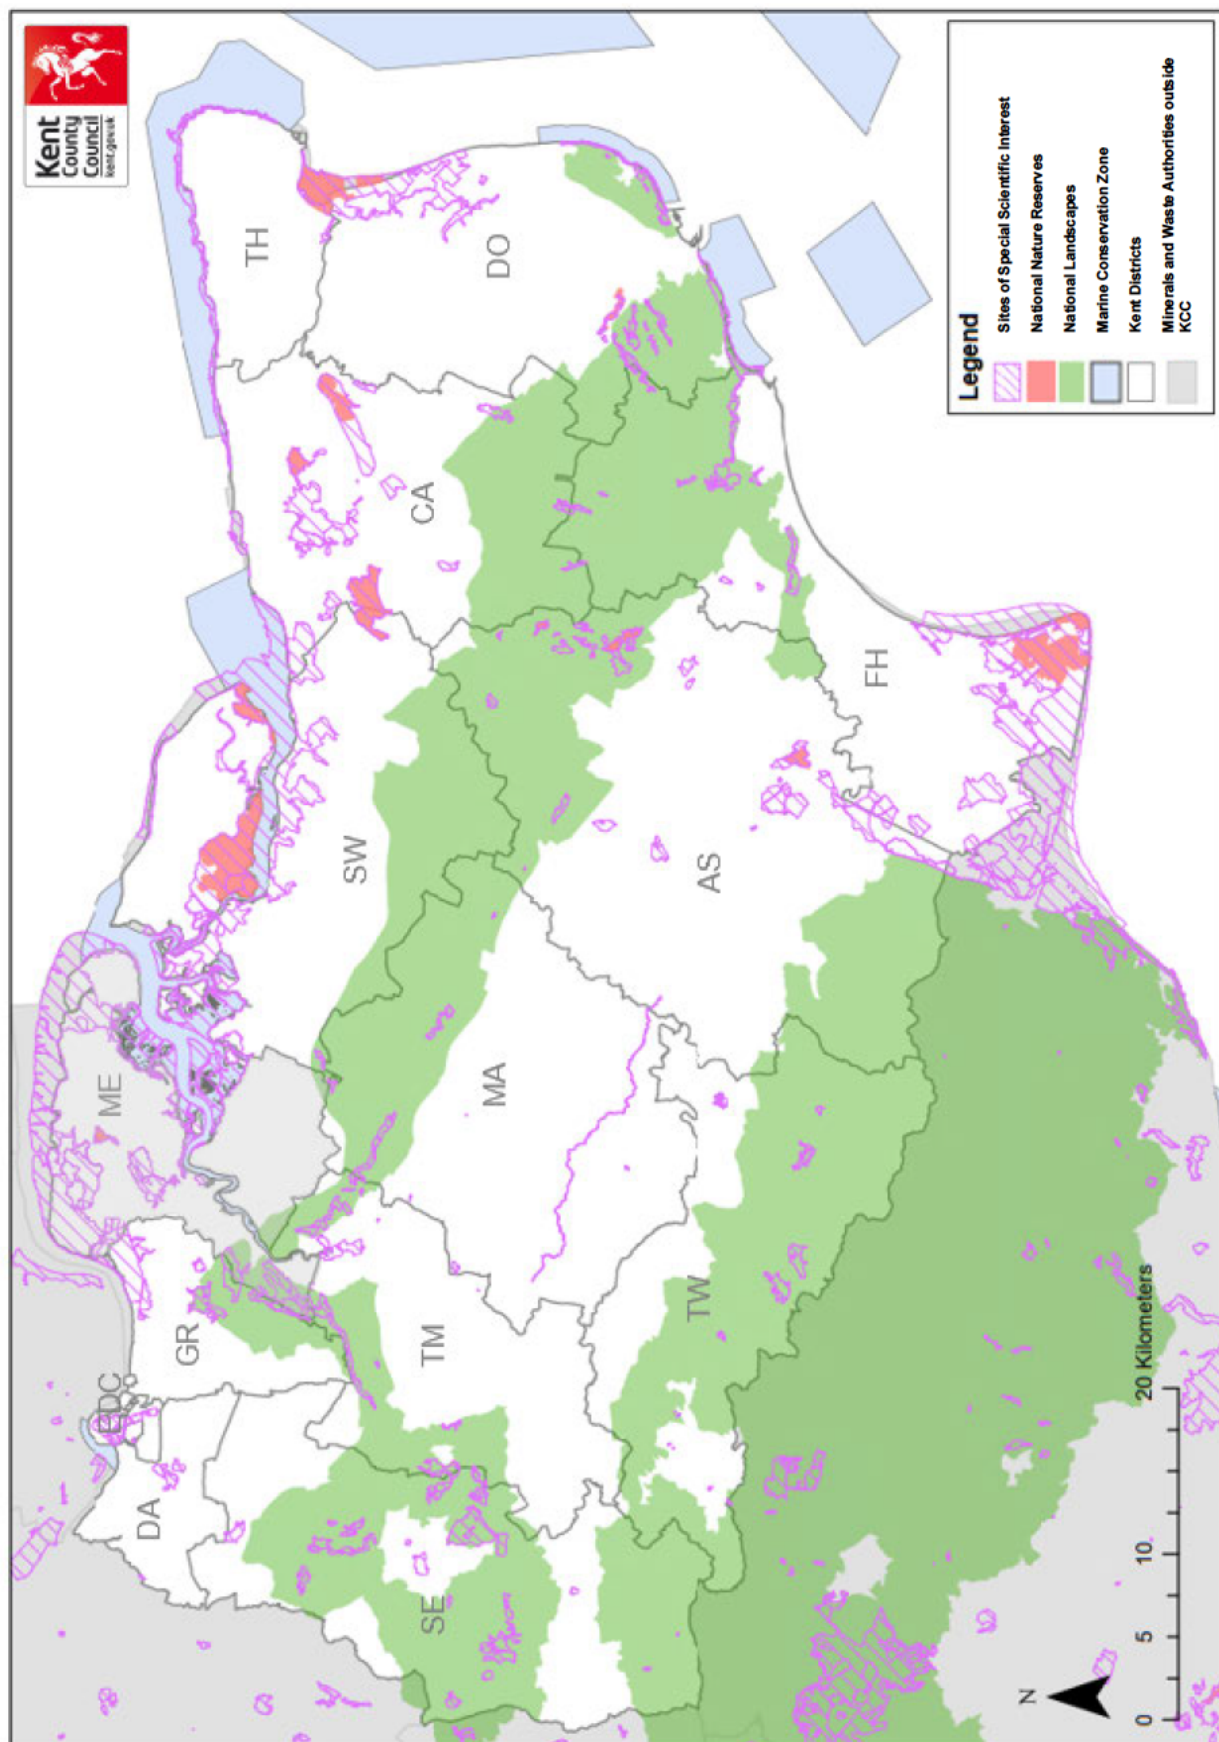 Kent
County
Council
kent.gov.uk
TH
DO
CA
FH
SW
AS
ME
MA
GR
TM
TW
EDC
DA
SE
Legend
Sites of Special Scientific Interest
National Nature Reserves
National Landscapes
Marine Conservation Zone
Kent Districts
Minerals and Waste Authorities outside
KCC
N
0 5 10 20 Kilometers